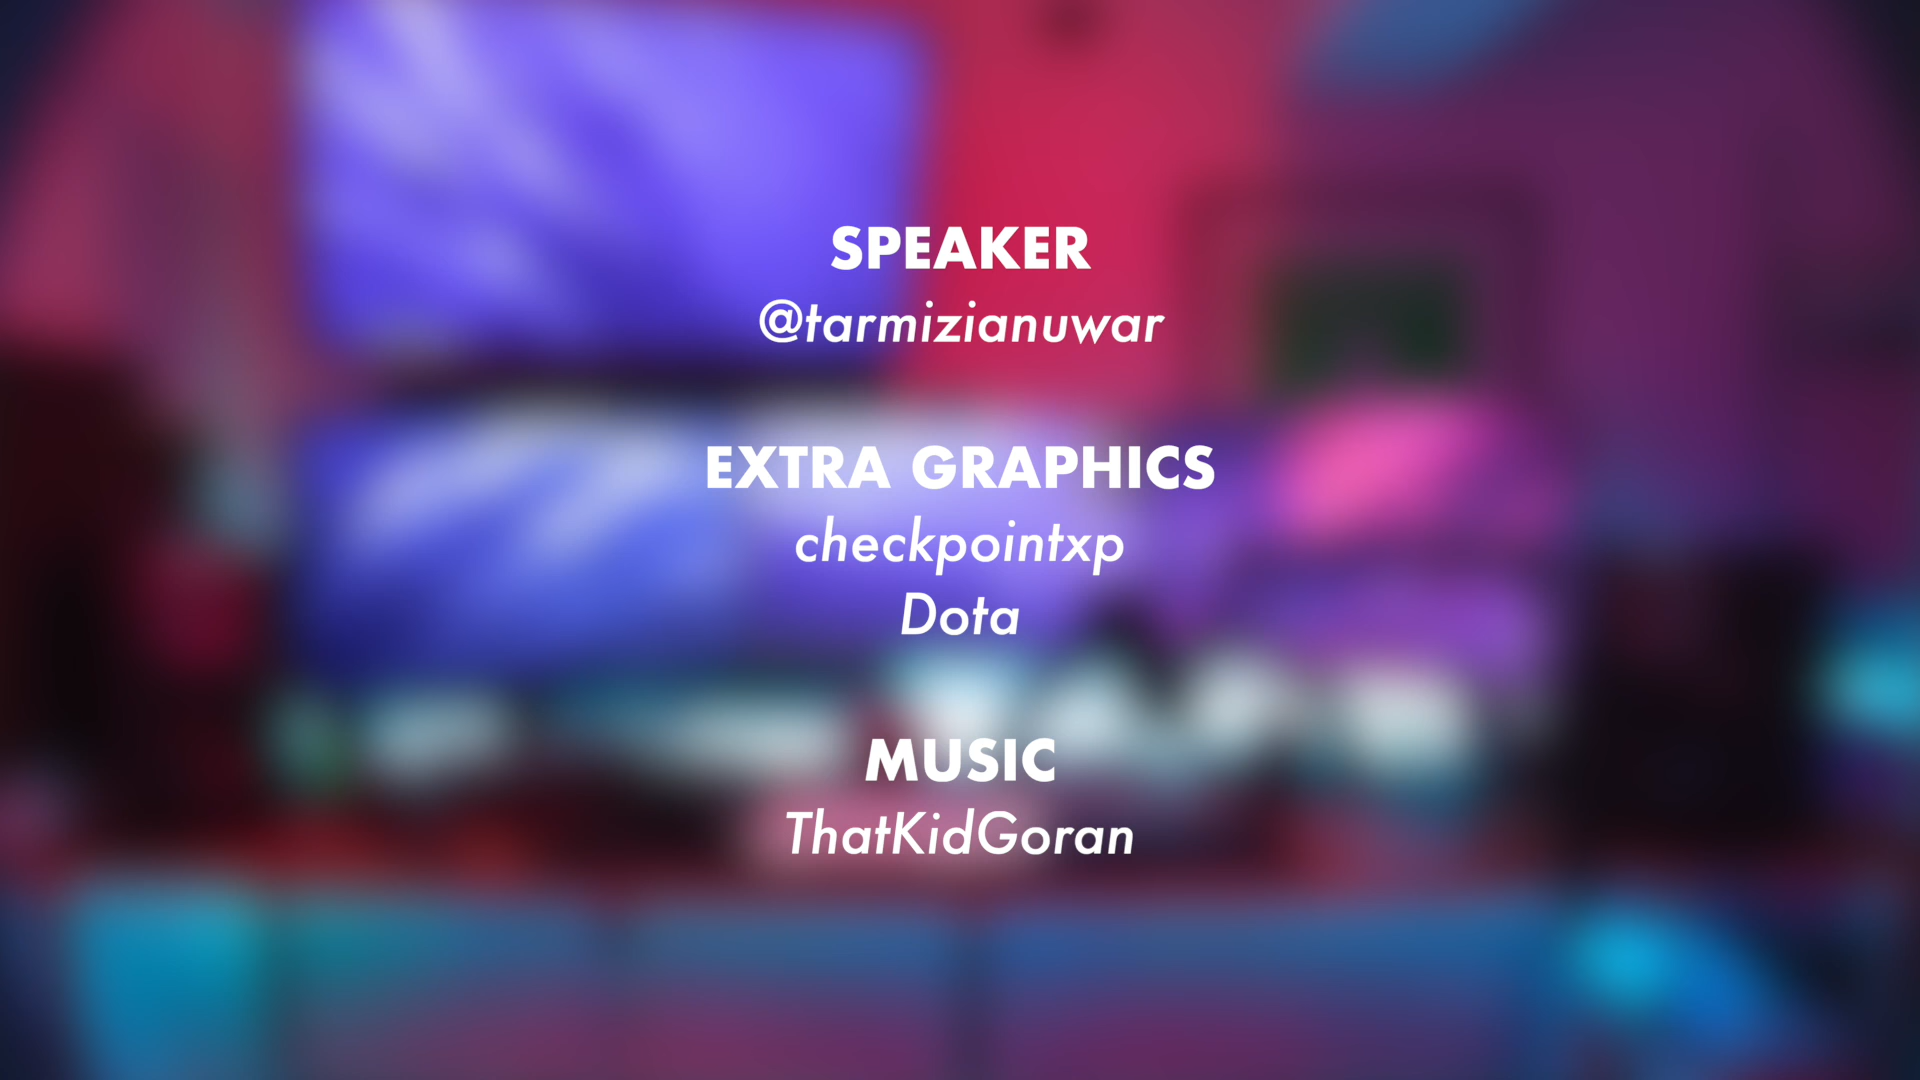 SPEAKER
@tarmizianuwar
EXTRA GRAPHICS
checkpointxp
Dota
MUSIC
ThatKidGoran